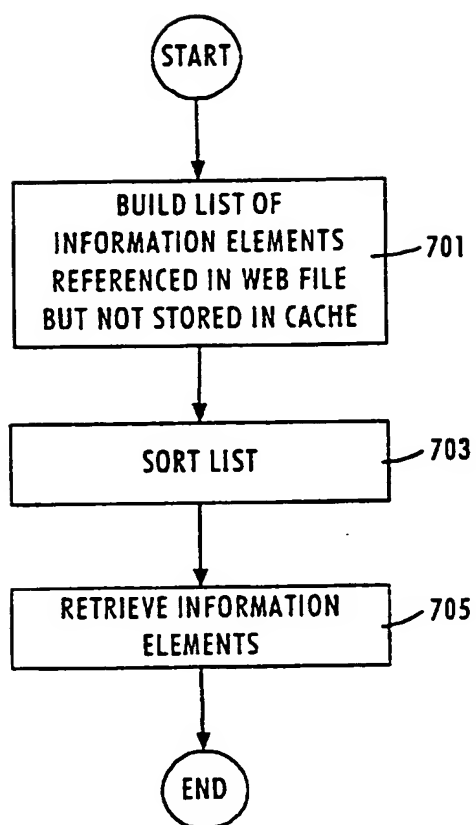 START
BUILD LIST OF
INFORMATION ELEMENTS
REFERENCED IN WEB FILE
BUT NOT STORED IN CACHE
701
SORT LIST
703
RETRIEVE INFORMATION
ELEMENTS
705
END